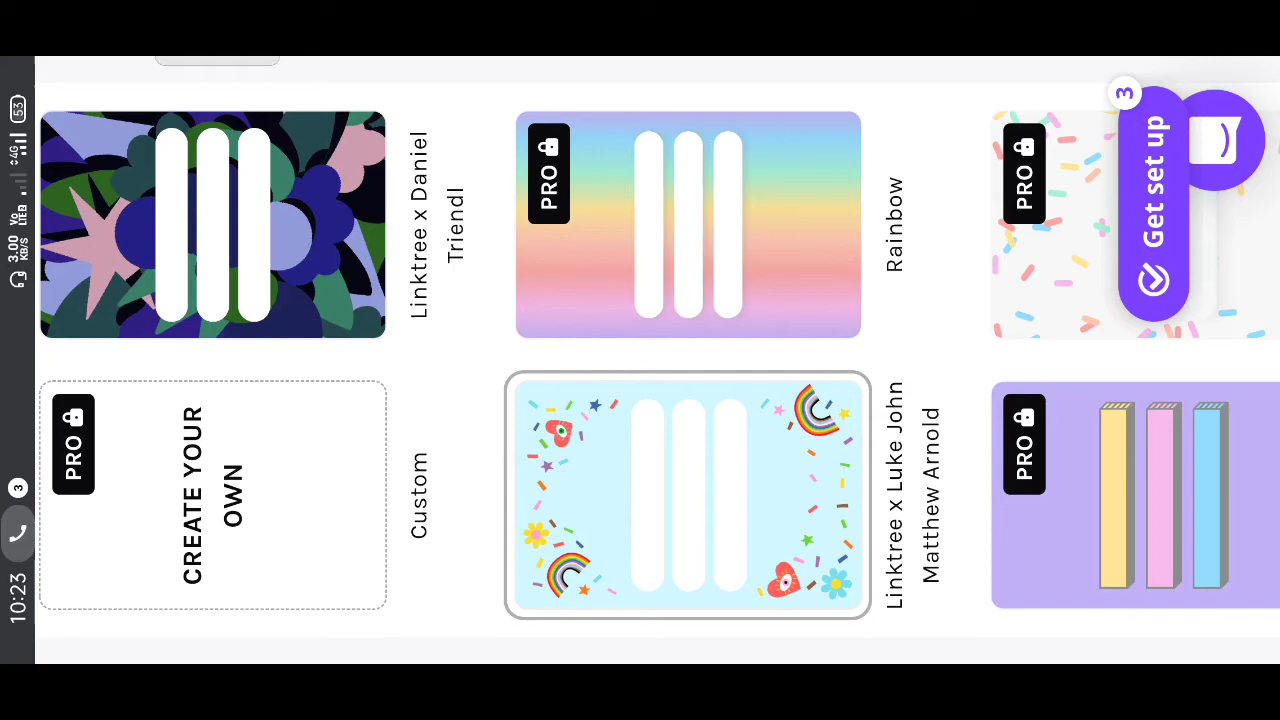 10:23
3
3.00
KB/S
Vo
LTE2
4G
53
PRO
CREATE YOUR
OWN
Custom
Linktree x Daniel
Triendl
Linktree x Luke John
Matthew Arnold
PRO
Rainbow
PRO
PRO
Get set up
3